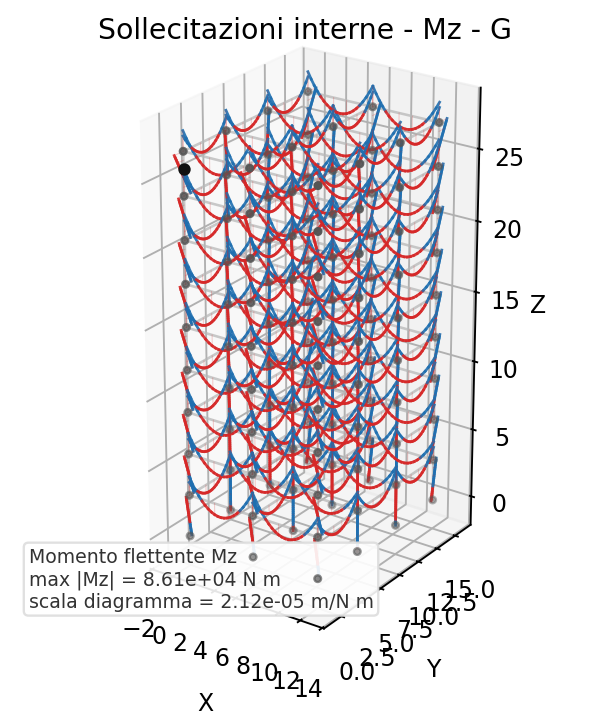 Sollecitazioni interne - Mz - G
25
20
15 Z
10
5
0
Momento flettente Mz
max |Mz| = 8.61e+04 N m
scala diagramma = 2.12e-05 m/N m
−2 0 2 4 6 8 10 12 14
X
0.0 2.5 5.0 7.5 10.0 12.5 15.0
Y